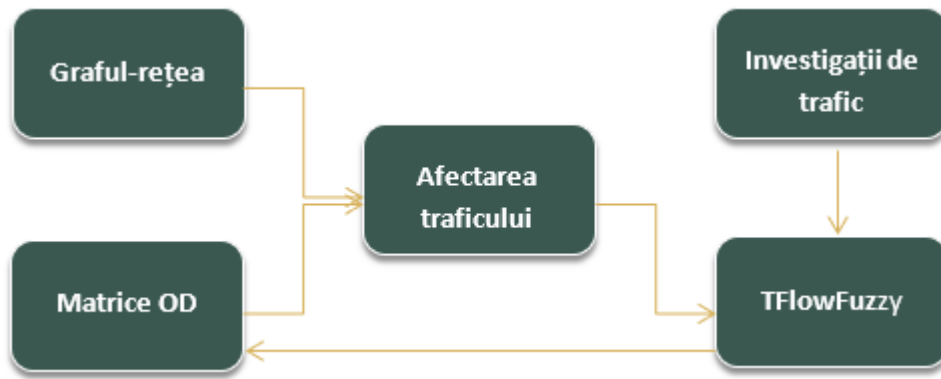 Graful-rețea
Investigații de
trafic
Afectarea
traficului
Matrice OD
TFlowFuzzy